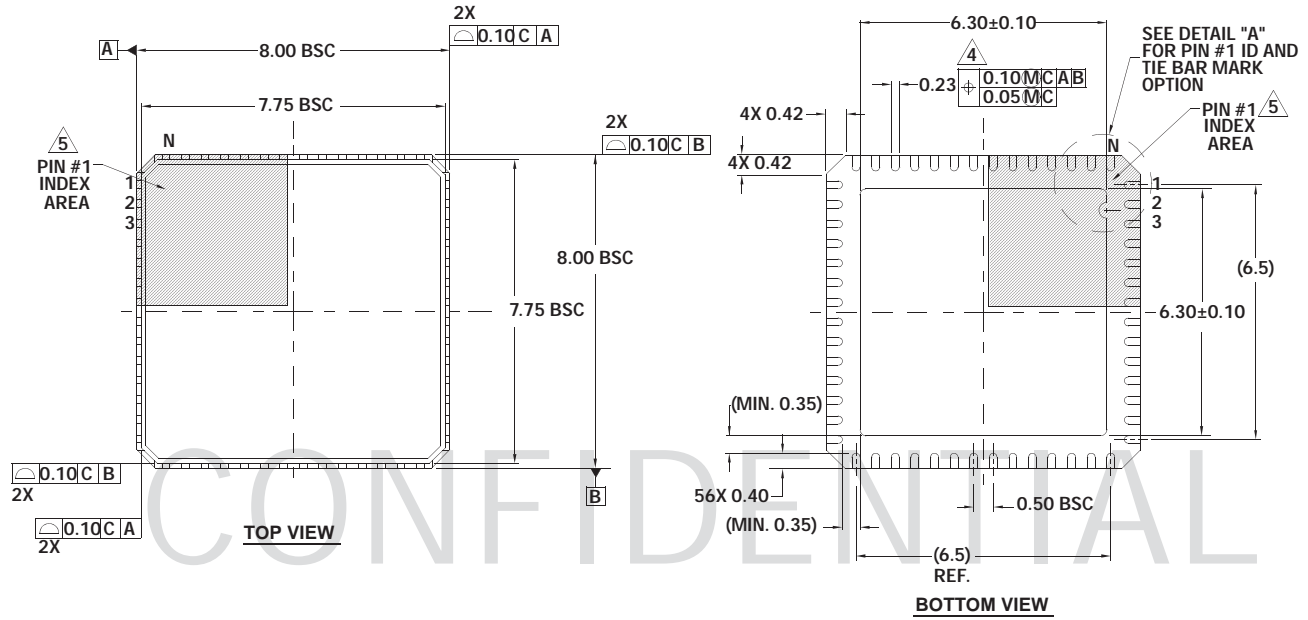 2X
0.10 C A
A
8.00 BSC
7.75 BSC
2X
0.10 C B
5
N
PIN #1
INDEX
AREA
1
2
3
8.00 BSC
7.75 BSC
0.10 C B
2X
0.10 C A
2X
B
TOP VIEW
6.30±0.10
4
0.23
0.10 M C A B
0.05 M C
SEE DETAIL "A"
FOR PIN #1 ID AND
TIE BAR MARK
OPTION
4X 0.42
4X 0.42
PIN #1
INDEX
AREA
5
N
1
2
3
(6.5)
6.30±0.10
(MIN. 0.35)
56X 0.40
(MIN. 0.35)
0.50 BSC
(6.5)
REF.
BOTTOM VIEW
CONFIDENTIAL